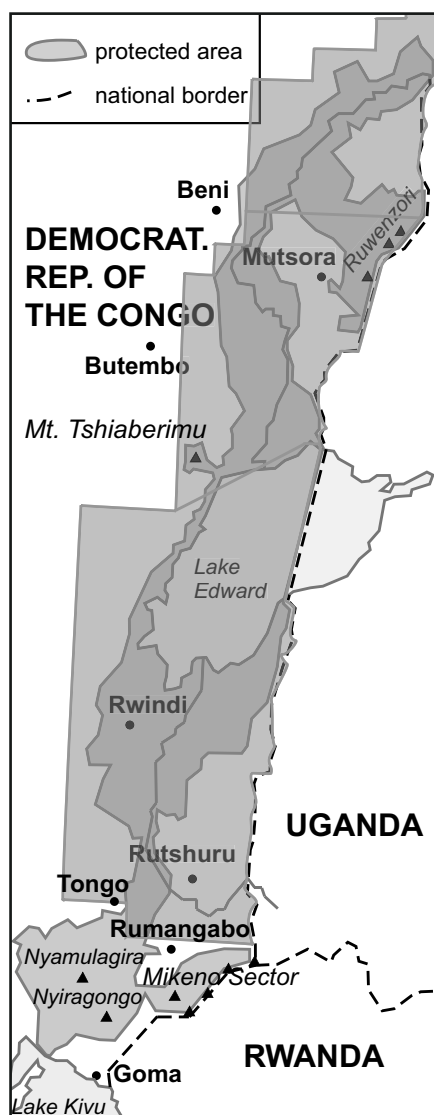 protected area
national border
Beni
DEMOCRAT.
REP. OF
THE CONGO
Mutsora
Ruwenzori
Butembo
Mt. Tshiaberimu
Lake
Edward
Rwindi
UGANDA
Rutshuru
Tongo
Rumangabo
Nyamulagira
Mikeno Sector
Nyiragongo
RWANDA
Goma
Lake Kivu